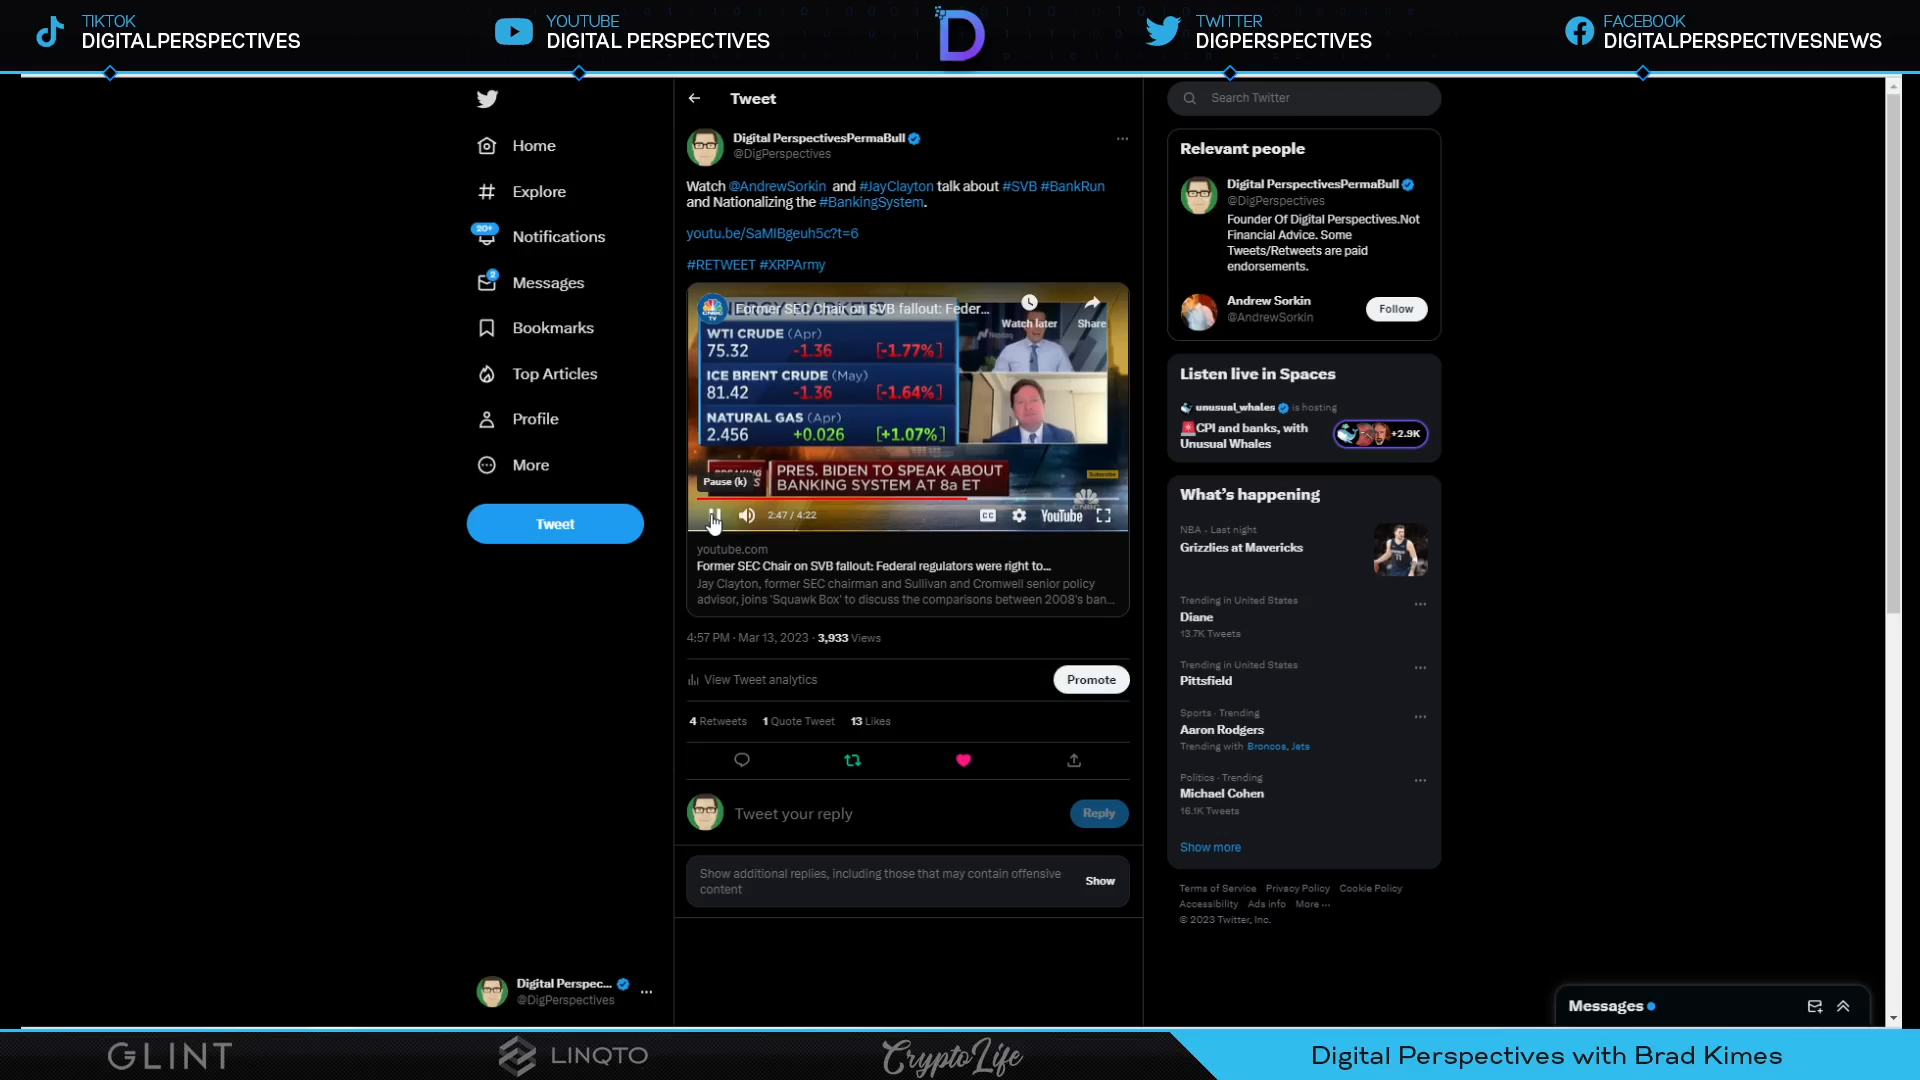 TIKTOK
DIGITALPERSPECTIVES
YOUTUBE
DIGITAL PERSPECTIVES
D
TWITTER
DIGPERSPECTIVES
FACEBOOK
DIGITALPERSPECTIVESNEWS
Home
Explore
20+
Notifications
2
Messages
Bookmarks
Top Articles
Profile
More
Tweet
Digital Perspec...
@DigPerspectives
Tweet
Digital PerspectivesPermaBull
@DigPerspectives
Watch @AndrewSorkin and #JayClayton talk about #SVB #BankRun
and Nationalizing the #BankingSystem.
youtu.be/SaMIBgeuh5c?t=6
#RETWEET #XRPArmy
Former SEC Chair on SVB fallout: Feder...
Watch later
Share
WTI CRUDE (Apr)
75.32 -1.36 [-1.77%]
ICE BRENT CRUDE (May)
81.42 -1.36 [-1.64%]
NATURAL GAS (Apr)
2.456 +0.026 [+1.07%]
PRES. BIDEN TO SPEAK ABOUT
BANKING SYSTEM AT 8a ET
Subscribe
Pause (k)
2:47 / 4:22
CC
YouTube
youtube.com
Former SEC Chair on SVB fallout: Federal regulators were right to...
Jay Clayton, former SEC chairman and Sullivan and Cromwell senior policy
advisor, joins 'Squawk Box' to discuss the comparisons between 2008's ban...
4:57 PM · Mar 13, 2023 · 3,933 Views
View Tweet analytics
Promote
4 Retweets 1 Quote Tweet 13 Likes
Tweet your reply
Reply
Show additional replies, including those that may contain offensive
content
Show
Search Twitter
Relevant people
Digital PerspectivesPermaBull
@DigPerspectives
Founder Of Digital Perspectives.Not
Financial Advice. Some
Tweets/Retweets are paid
endorsements.
Andrew Sorkin
@AndrewSorkin
Follow
Listen live in Spaces
unusual_whales is hosting
CPI and banks, with
Unusual Whales
+2.9K
What's happening
NBA · Last night
Grizzlies at Mavericks
Trending in United States
Diane
13.7K Tweets
Trending in United States
Pittsfield
Sports · Trending
Aaron Rodgers
Trending with Broncos, Jets
Politics · Trending
Michael Cohen
16.1K Tweets
Show more
Terms of Service Privacy Policy Cookie Policy
Accessibility Ads info More ...
© 2023 Twitter, Inc.
Messages
GLINT
LINQTO
CryptoLife
Digital Perspectives with Brad Kimes